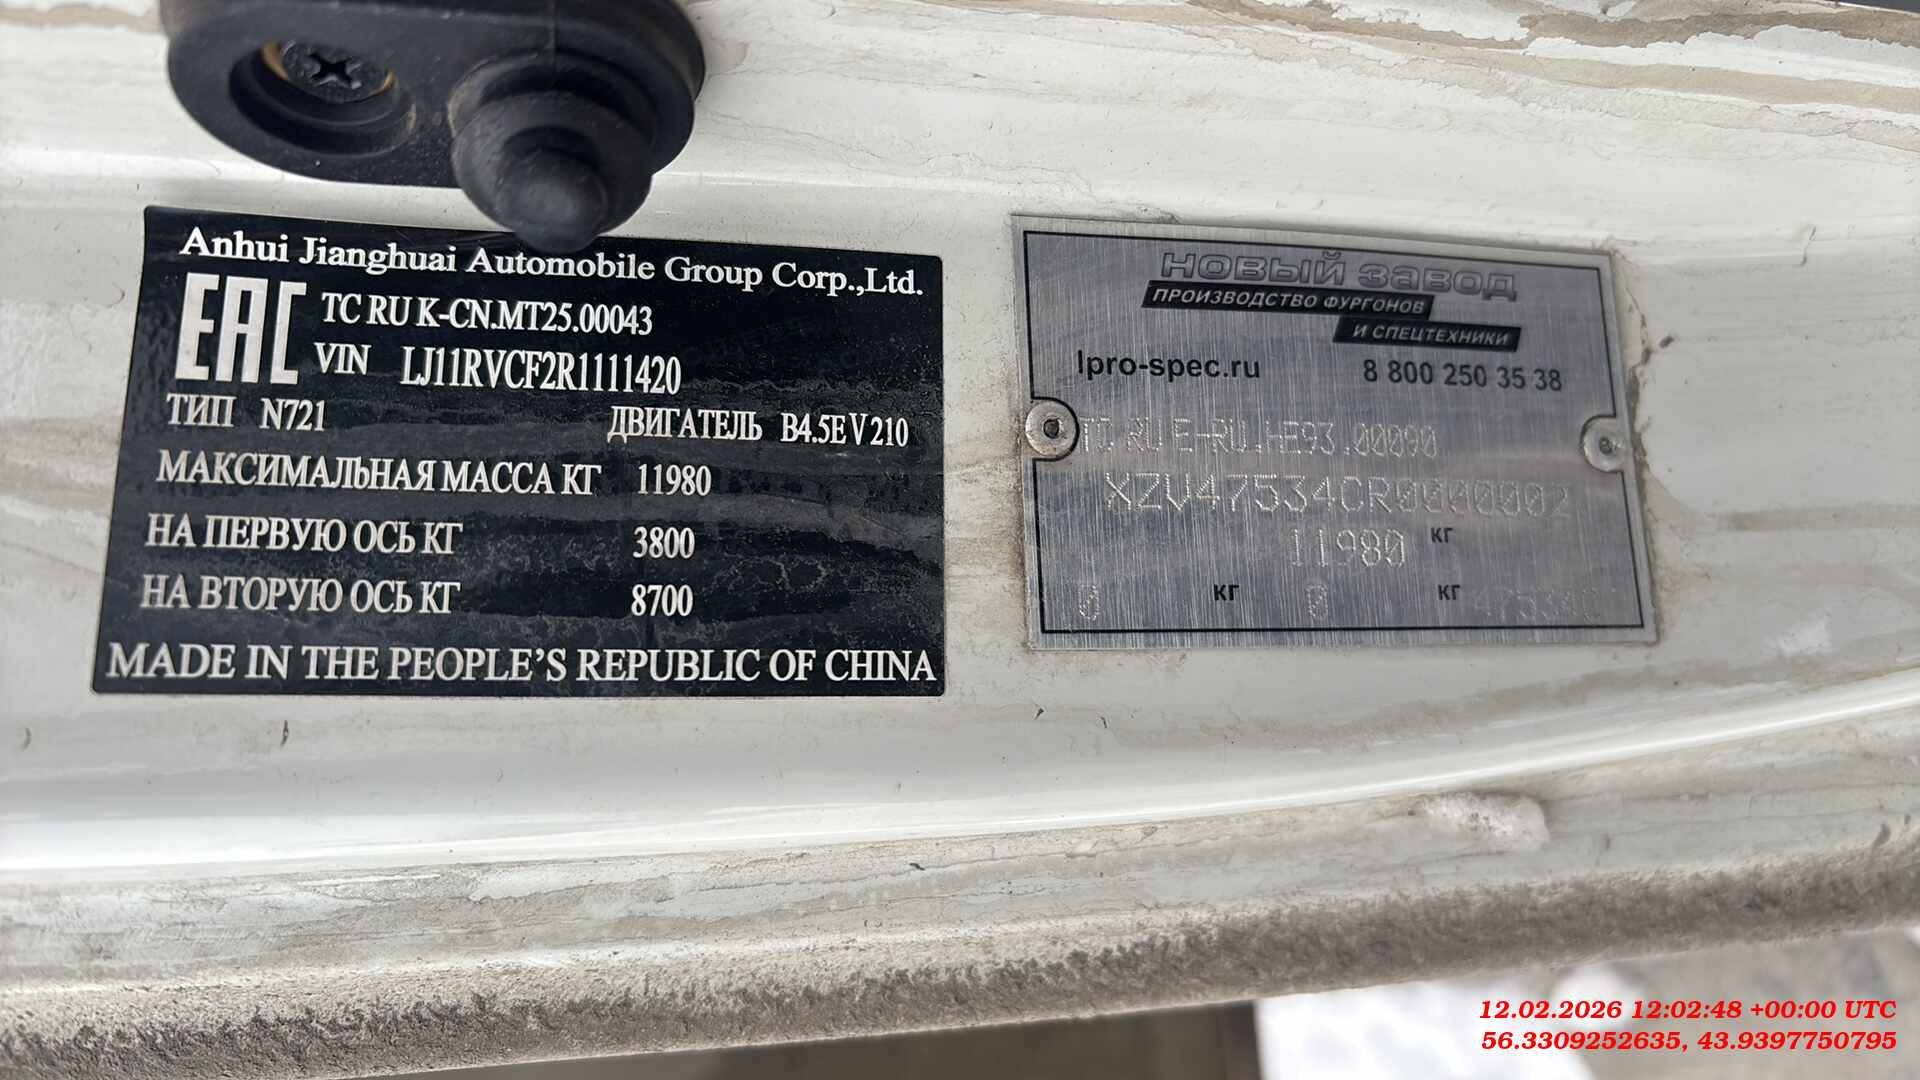 Anhui Jianghuai Automobile Group Corp.,Ltd.
EAC
TC RU K-CN.MT25.00043
VIN LJ11RVCF2R1111420
ТИП N721 ДВИГАТЕЛЬ B4.5EV210
МАКСИМАЛЬНАЯ МАССА КГ 11980
НА ПЕРВУЮ ОСЬ КГ 3800
НА ВТОРУЮ ОСЬ КГ 8700
MADE IN THE PEOPLE'S REPUBLIC OF CHINA
НОВЫЙ ЗАВОД
ПРОИЗВОДСТВО ФУРГОНОВ
И СПЕЦТЕХНИКИ
lpro-spec.ru 8 800 250 35 38
TC RU E-RU.HE93.00090
XZV47534CR0000002
11980 кг
0 кг 0 кг
12.02.2026 12:02:48 +00:00 UTC
56.3309252635, 43.9397750795